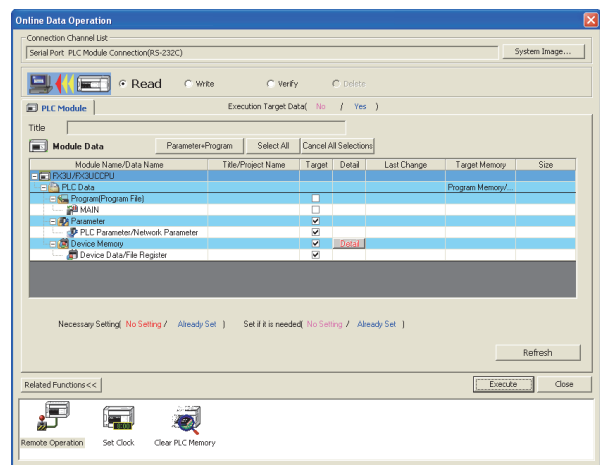 Online Data Operation
Connection Channel List
Serial Port PLC Module Connection(RS-232C)
System Image...
Read Write Verify Delete
PLC Module
Execution Target Data( No / Yes )
Title
Module Data Parameter+Program Select All Cancel All Selections
Module Name/Data Name Title/Project Name Target Detail Last Change Target Memory Size
FX3U/FX3UCCPU
PLC Data Program Memory/...
Program(Program File)
MAIN
Parameter
PLC Parameter/Network Parameter
Device Memory Detail
Device Data/File Register
Necessary Setting( No Setting / Already Set ) Set if it is needed( No Setting / Already Set )
Refresh
Related Functions<< Execute Close
Remote Operation Set Clock Clear PLC Memory